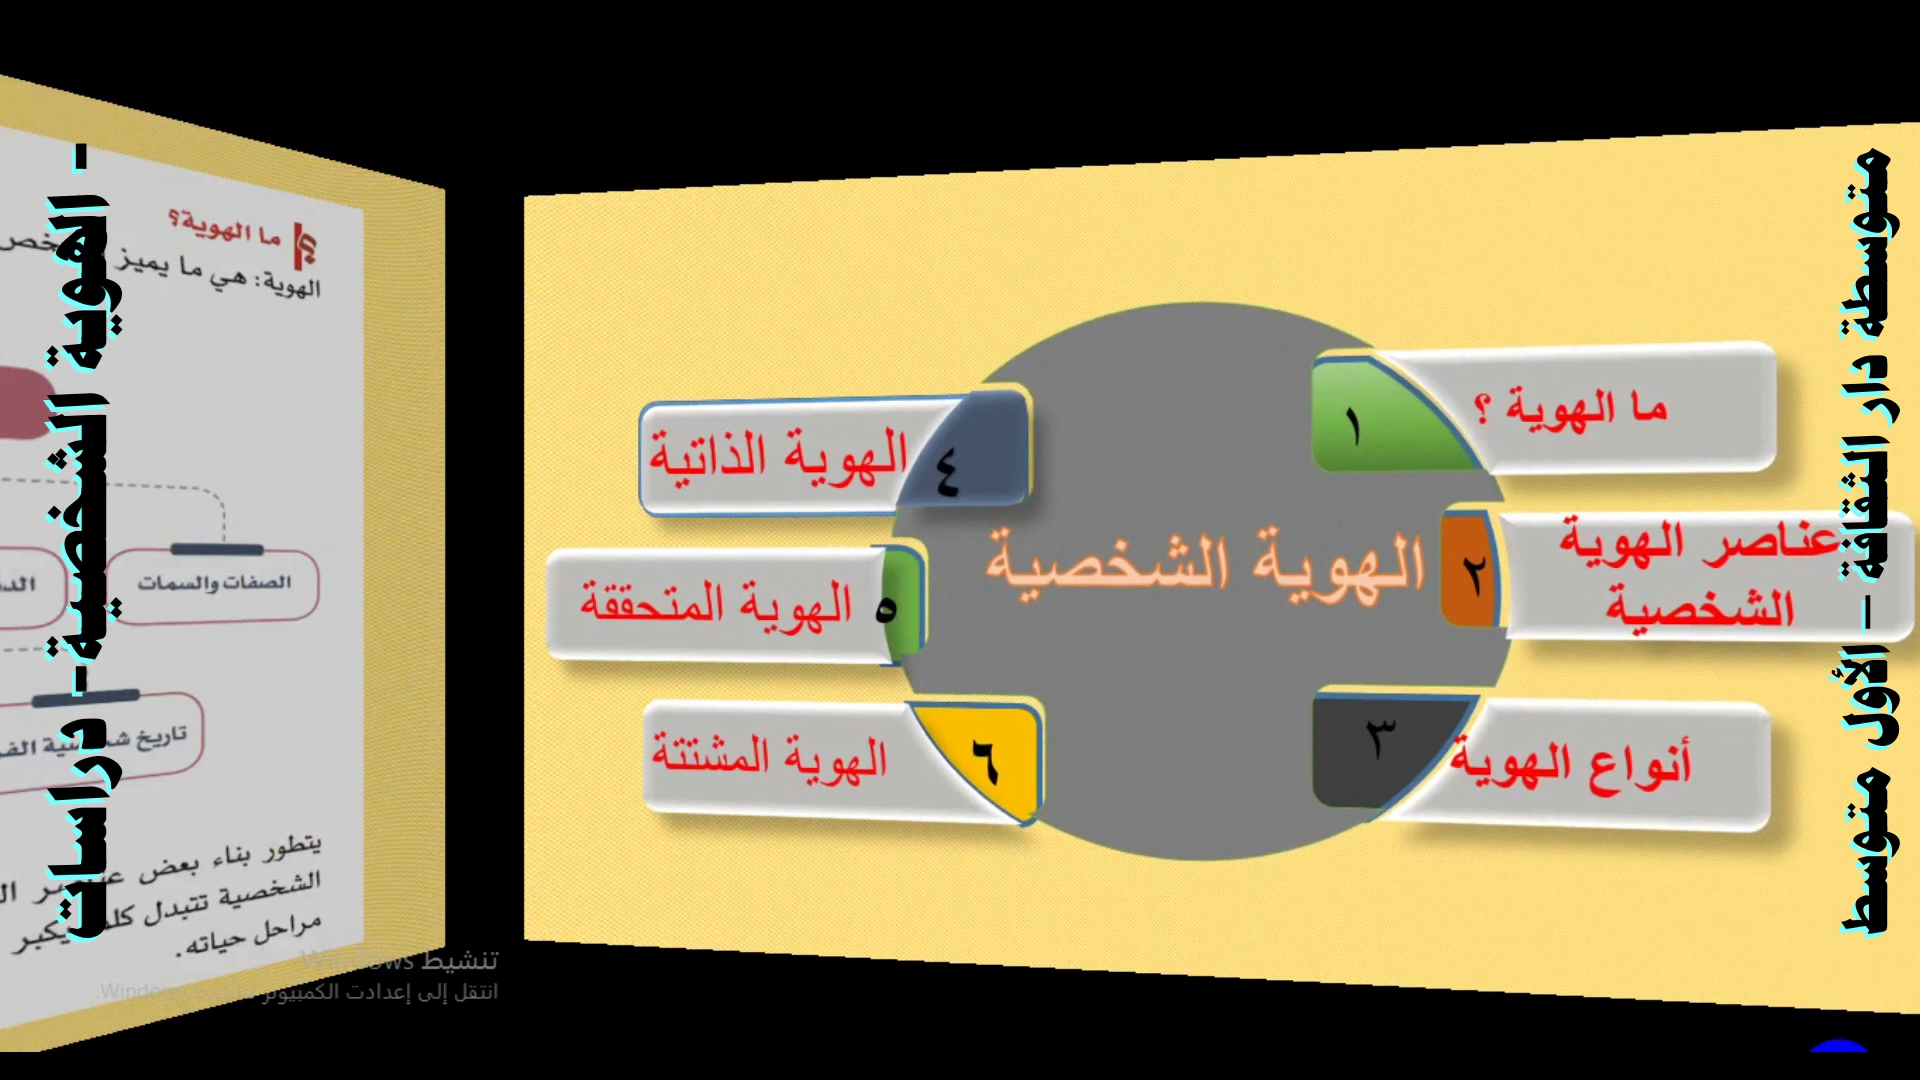 متوسطة دار الثقافة – الأول متوسط
– الهوية الشخصية– دراسات
الهوية الشخصية
١
ما الهوية ؟
٢
عناصر الهوية
الشخصية
٣
أنواع الهوية
٤
الهوية الذاتية
٥
الهوية المتحققة
٦
الهوية المشتتة
ما الهوية؟
الهوية: هي ما يميز
الصفات والسمات
تاريخ
يتطور بناء بعض
الشخصية تتبدل
مراحل حياته.
تنشيط Windows
انتقل إلى إعدادت الكمبيوتر